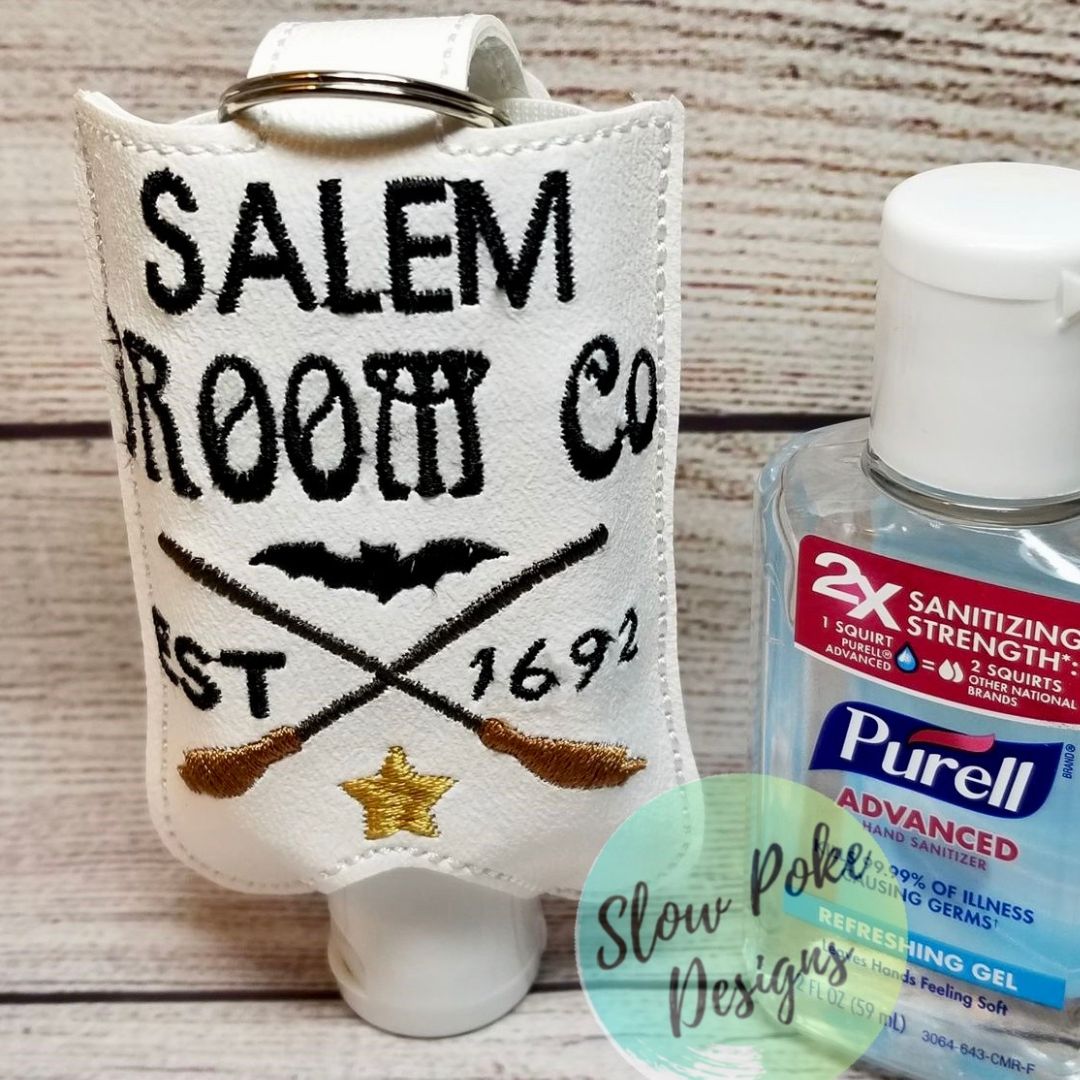 SALEM
BROOM Co
EST 1692
2X SANITIZING
STRENGTH*:
1 SQUIRT
PURELL®
ADVANCED
=
2 SQUIRTS
OTHER NATIONAL
BRANDS
Purell
BRAND®
ADVANCED
HAND SANITIZER
99.99% OF ILLNESS
CAUSING GERMS†
REFRESHING GEL
Leaves Hands Feeling Soft
2 FL OZ (59 mL)
3064-643-CMR-F
Slow Poke
Designs